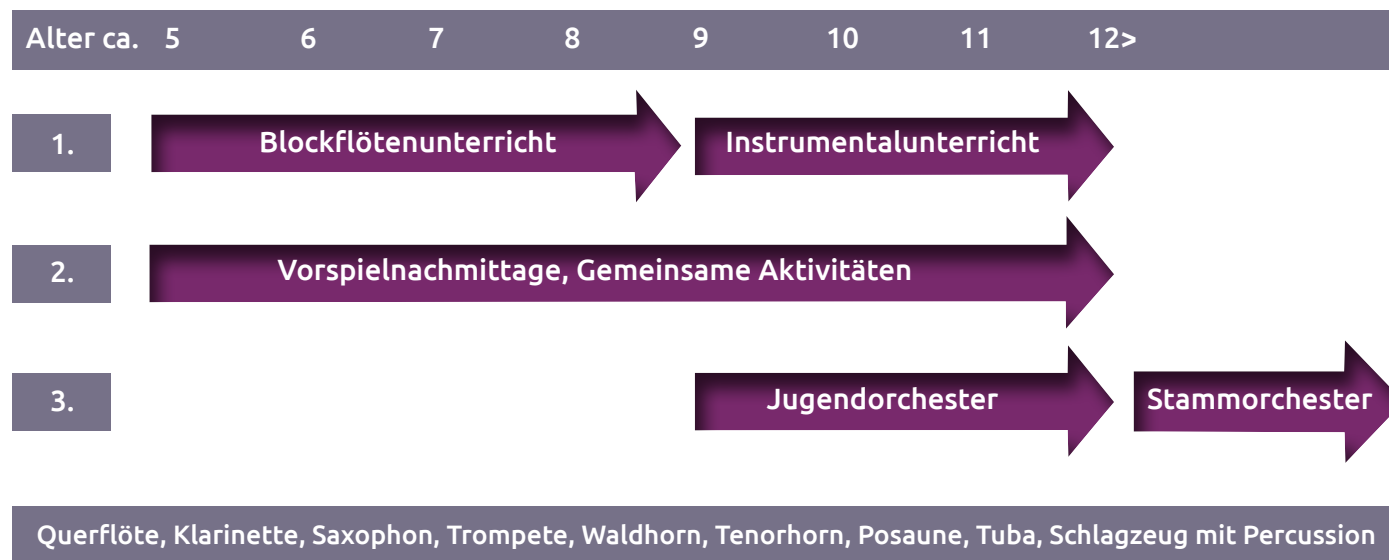 Alter ca. 5 6 7 8 9 10 11 12>
1. Blockflötenunterricht Instrumentalunterricht
2. Vorspielnachmittage, Gemeinsame Aktivitäten
3. Jugendorchester Stammorchester
Querflöte, Klarinette, Saxophon, Trompete, Waldhorn, Tenorhorn, Posaune, Tuba, Schlagzeug mit Percussion